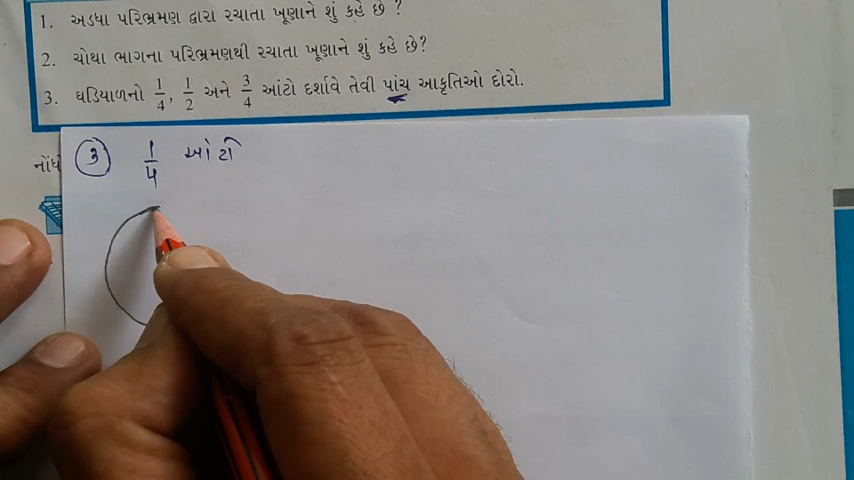 1. અડધા પરિભ્રમણ દ્વારા રચાતા ખૂણાને શું કહે છે ?
2. ચોથા ભાગના પરિભ્રમણથી રચાતા ખૂણાને શું કહે છે?
3. ઘડિયાળનો 1/4, 1/2 અને 3/4 આંટો દર્શાવે તેવી પાંચ આકૃતિઓ દોરો.
નોંધ
3 1/4 આંટો